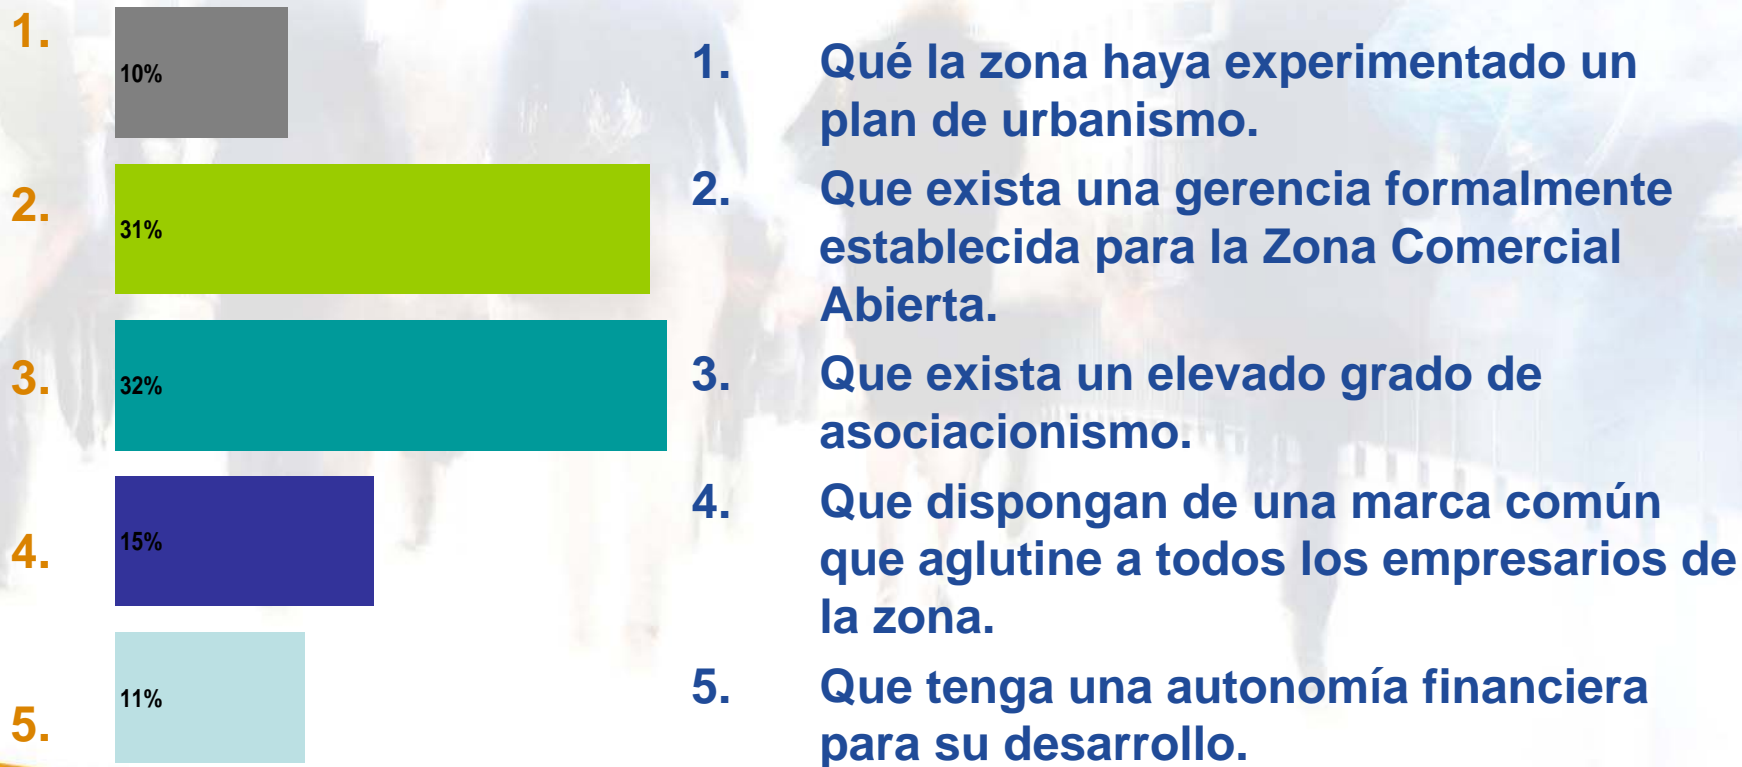 1.
10%
2.
31%
3.
32%
4.
15%
5.
11%
1. Qué la zona haya experimentado un
plan de urbanismo.
2. Que exista una gerencia formalmente
establecida para la Zona Comercial
Abierta.
3. Que exista un elevado grado de
asociacionismo.
4. Que dispongan de una marca común
que aglutine a todos los empresarios de
la zona.
5. Que tenga una autonomía financiera
para su desarrollo.